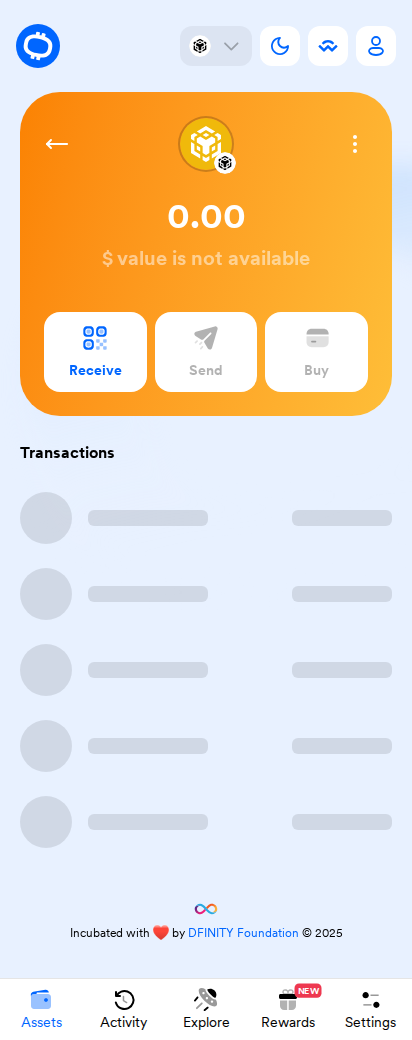 0.00
$ value is not available
Receive
Send
Buy
Transactions
Incubated with ❤️ by DFINITY Foundation © 2025
NEW
Assets
Activity
Explore
Rewards
Settings